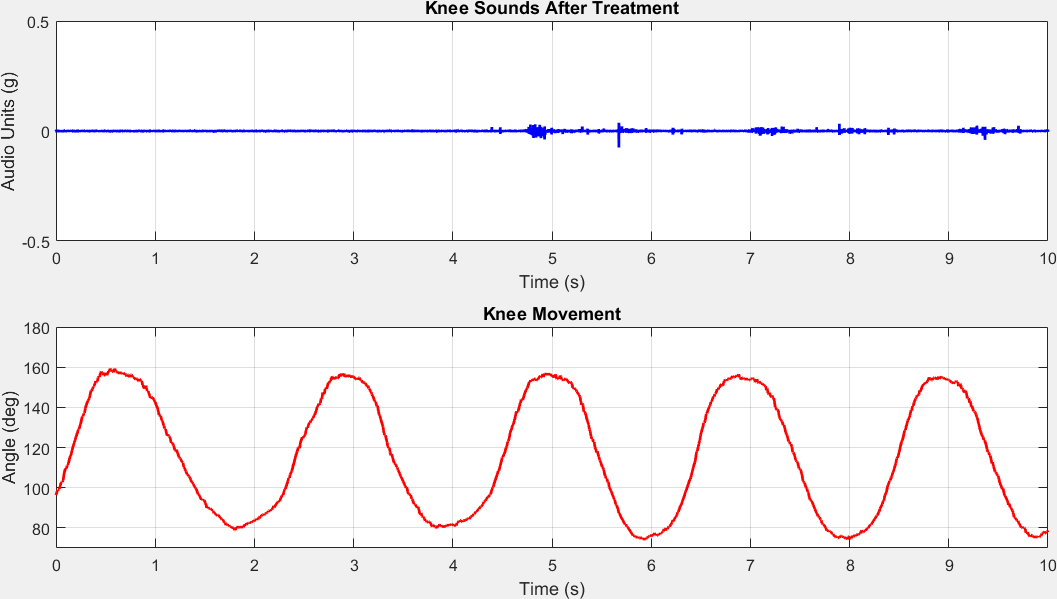 Knee Sounds After Treatment
0.5
0
-0.5
Audio Units (g)
0 1 2 3 4 5 6 7 8 9 10
Time (s)
Knee Movement
180
160
140
120
100
80
Angle (deg)
0 1 2 3 4 5 6 7 8 9 10
Time (s)